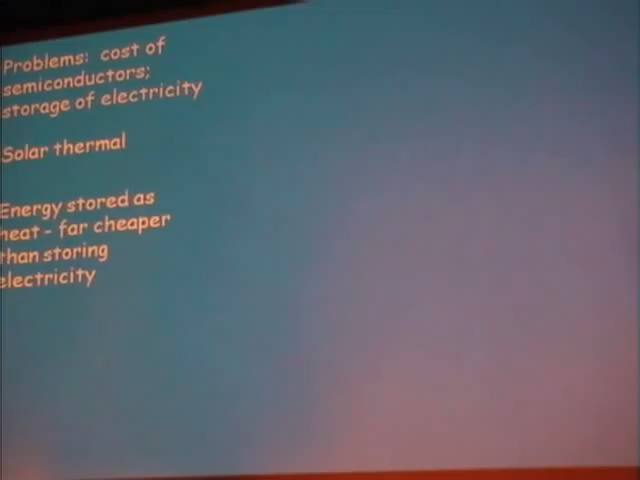 Problems: cost of
semiconductors;
storage of electricity
Solar thermal
Energy stored as
heat - far cheaper
than storing
electricity